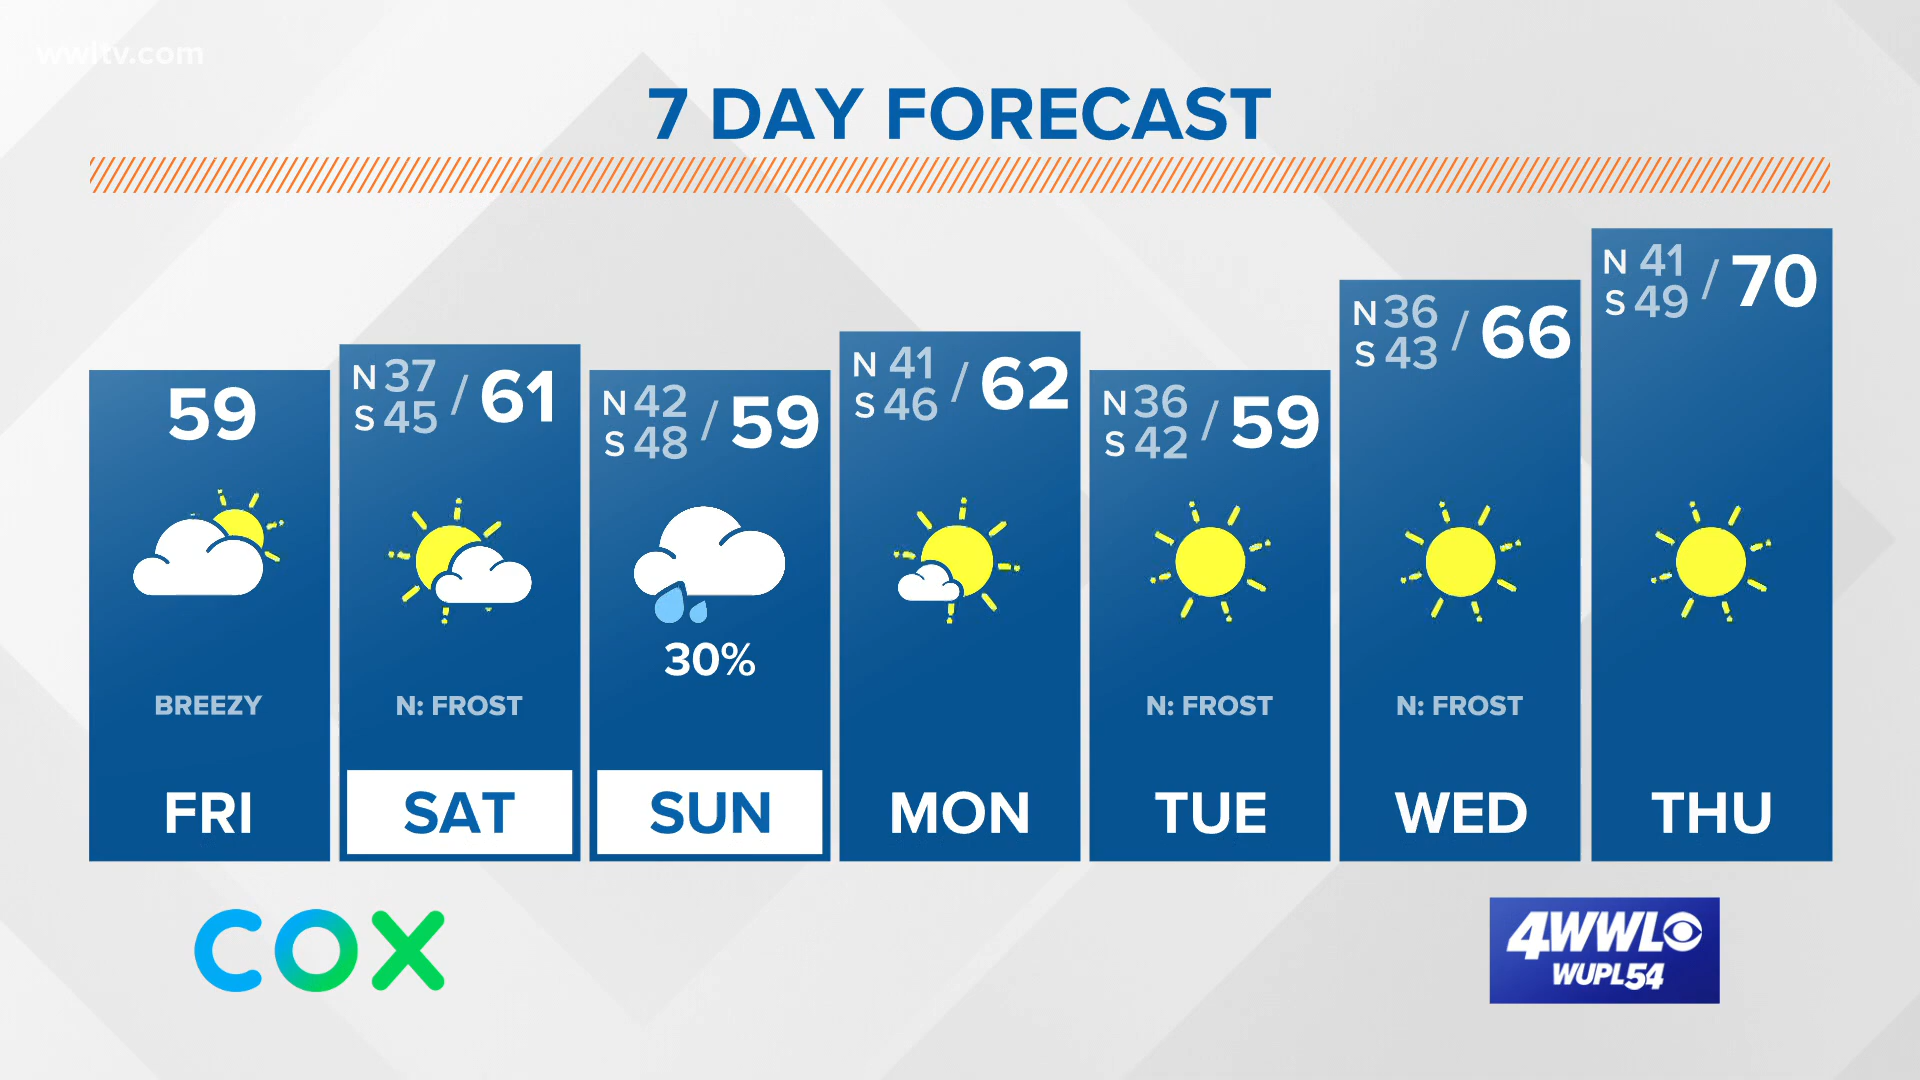 wwltv.com
7 DAY FORECAST
59
BREEZY
FRI
N 37
S 45
/ 61
N: FROST
SAT
N 42
S 48
/ 59
30%
SUN
N 41
S 46
/ 62
MON
N 36
S 42
/ 59
N: FROST
TUE
N 36
S 43
/ 66
N: FROST
WED
N 41
S 49
/ 70
THU
COX
4WWL
WUPL54